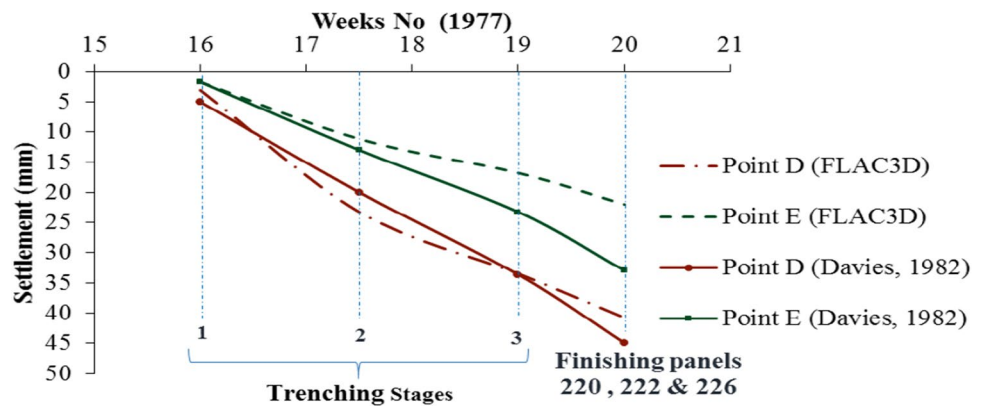 Weeks No (1977)
15 16 17 18 19 20 21
Settlement (mm)
0
5
10
15
20
25
30
35
40
45
50
Point D (FLAC3D)
Point E (FLAC3D)
Point D (Davies, 1982)
Point E (Davies, 1982)
1 2 3
Trenching Stages
Finishing panels
220 , 222 & 226